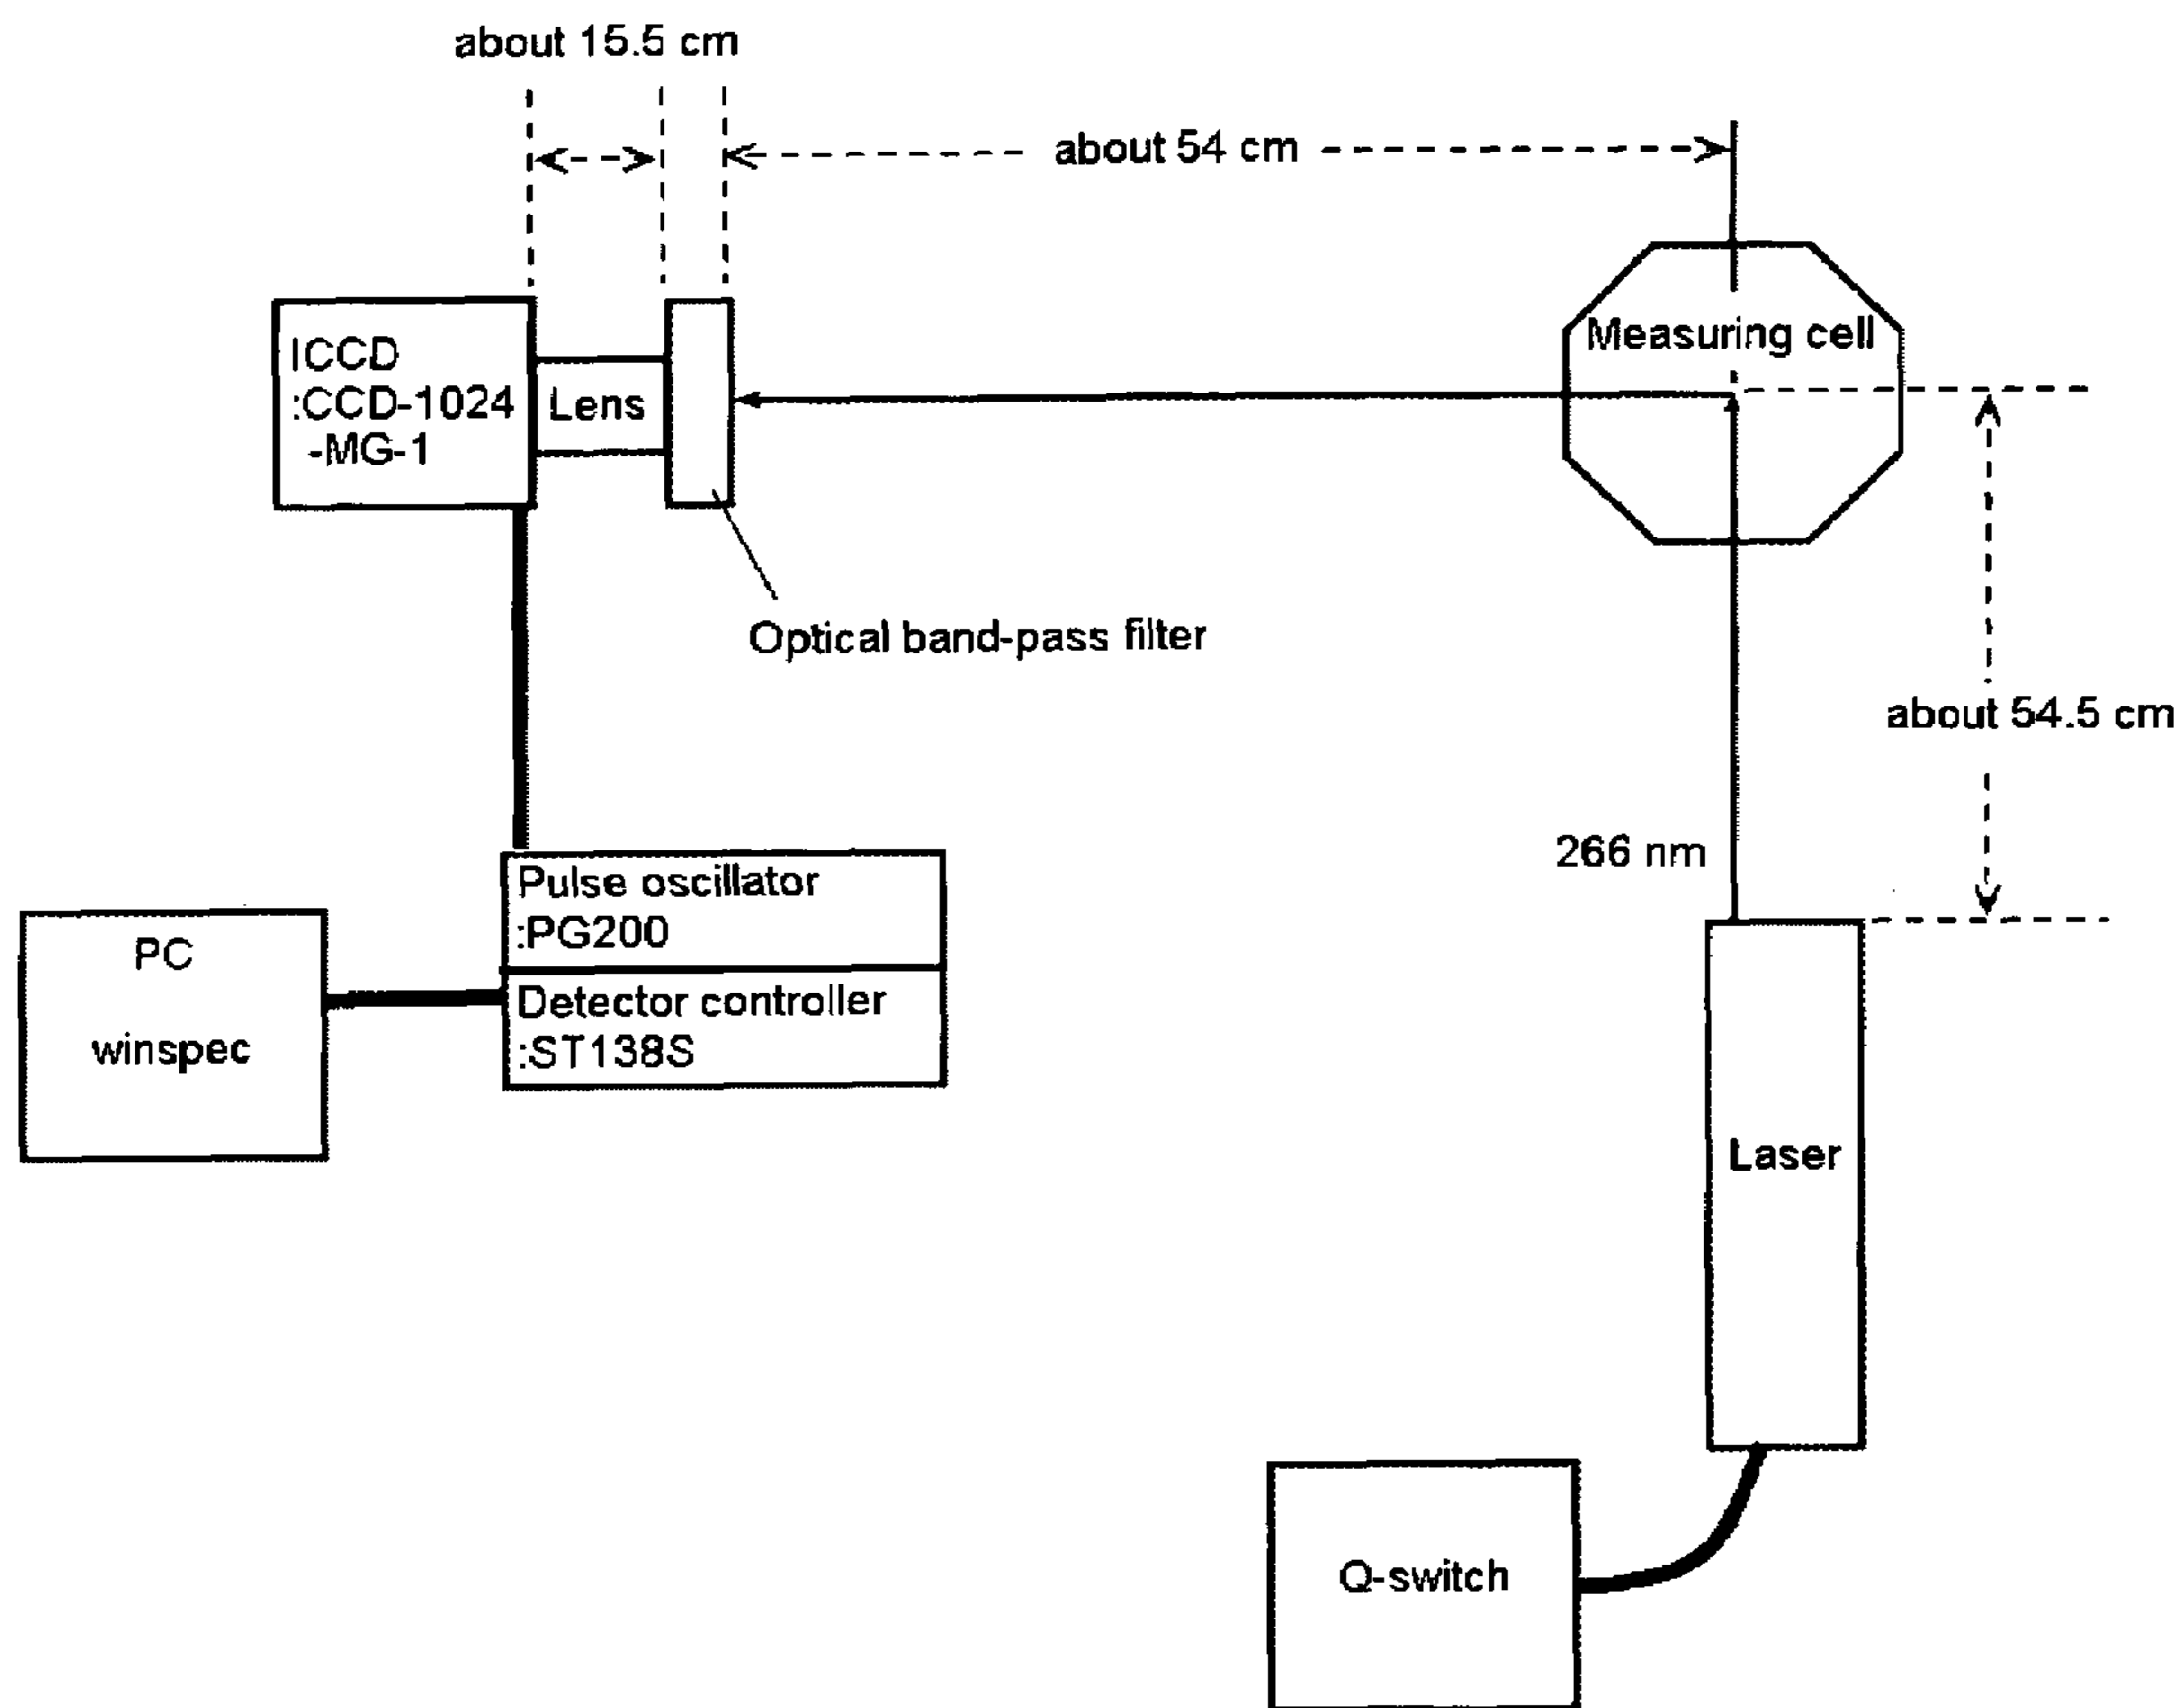 about 15.5 cm
about 54 cm
Measuring cell
ICCD
:CCD-1024
-MG-1
Lens
Optical band-pass filter
about 54.5 cm
266 nm
Pulse oscillator
:PG200
Detector controller
:ST138S
PC
winspec
Laser
Q-switch